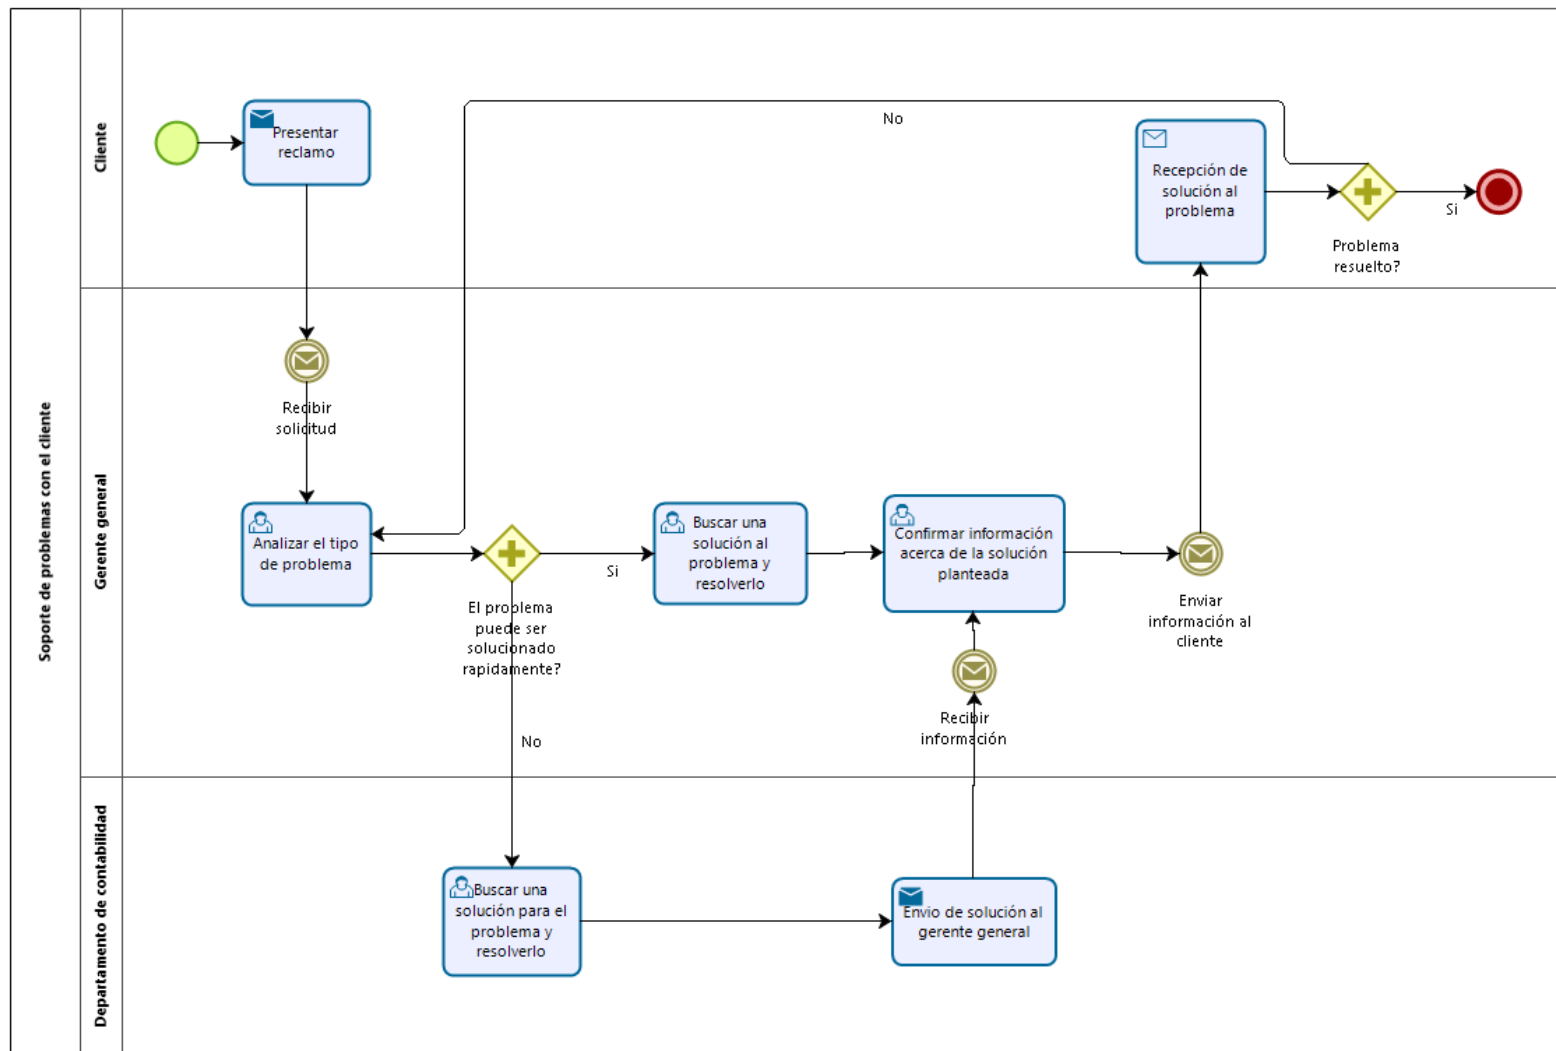 Soporte de problemas con el cliente
Cliente
Presentar
reclamo
No
Recepción de
solución al
problema
Si
Problema
resuelto?
Gerente general
Recibir
solicitud
Analizar el tipo
de problema
El problema
puede ser
solucionado
rapidamente?
Si
No
Buscar una
solución al
problema y
resolverlo
Confirmar información
acerca de la solución
planteada
Enviar
información al
cliente
Recibir
información
Departamento de contabilidad
Buscar una
solución para el
problema y
resolverlo
Envio de solución al
gerente general